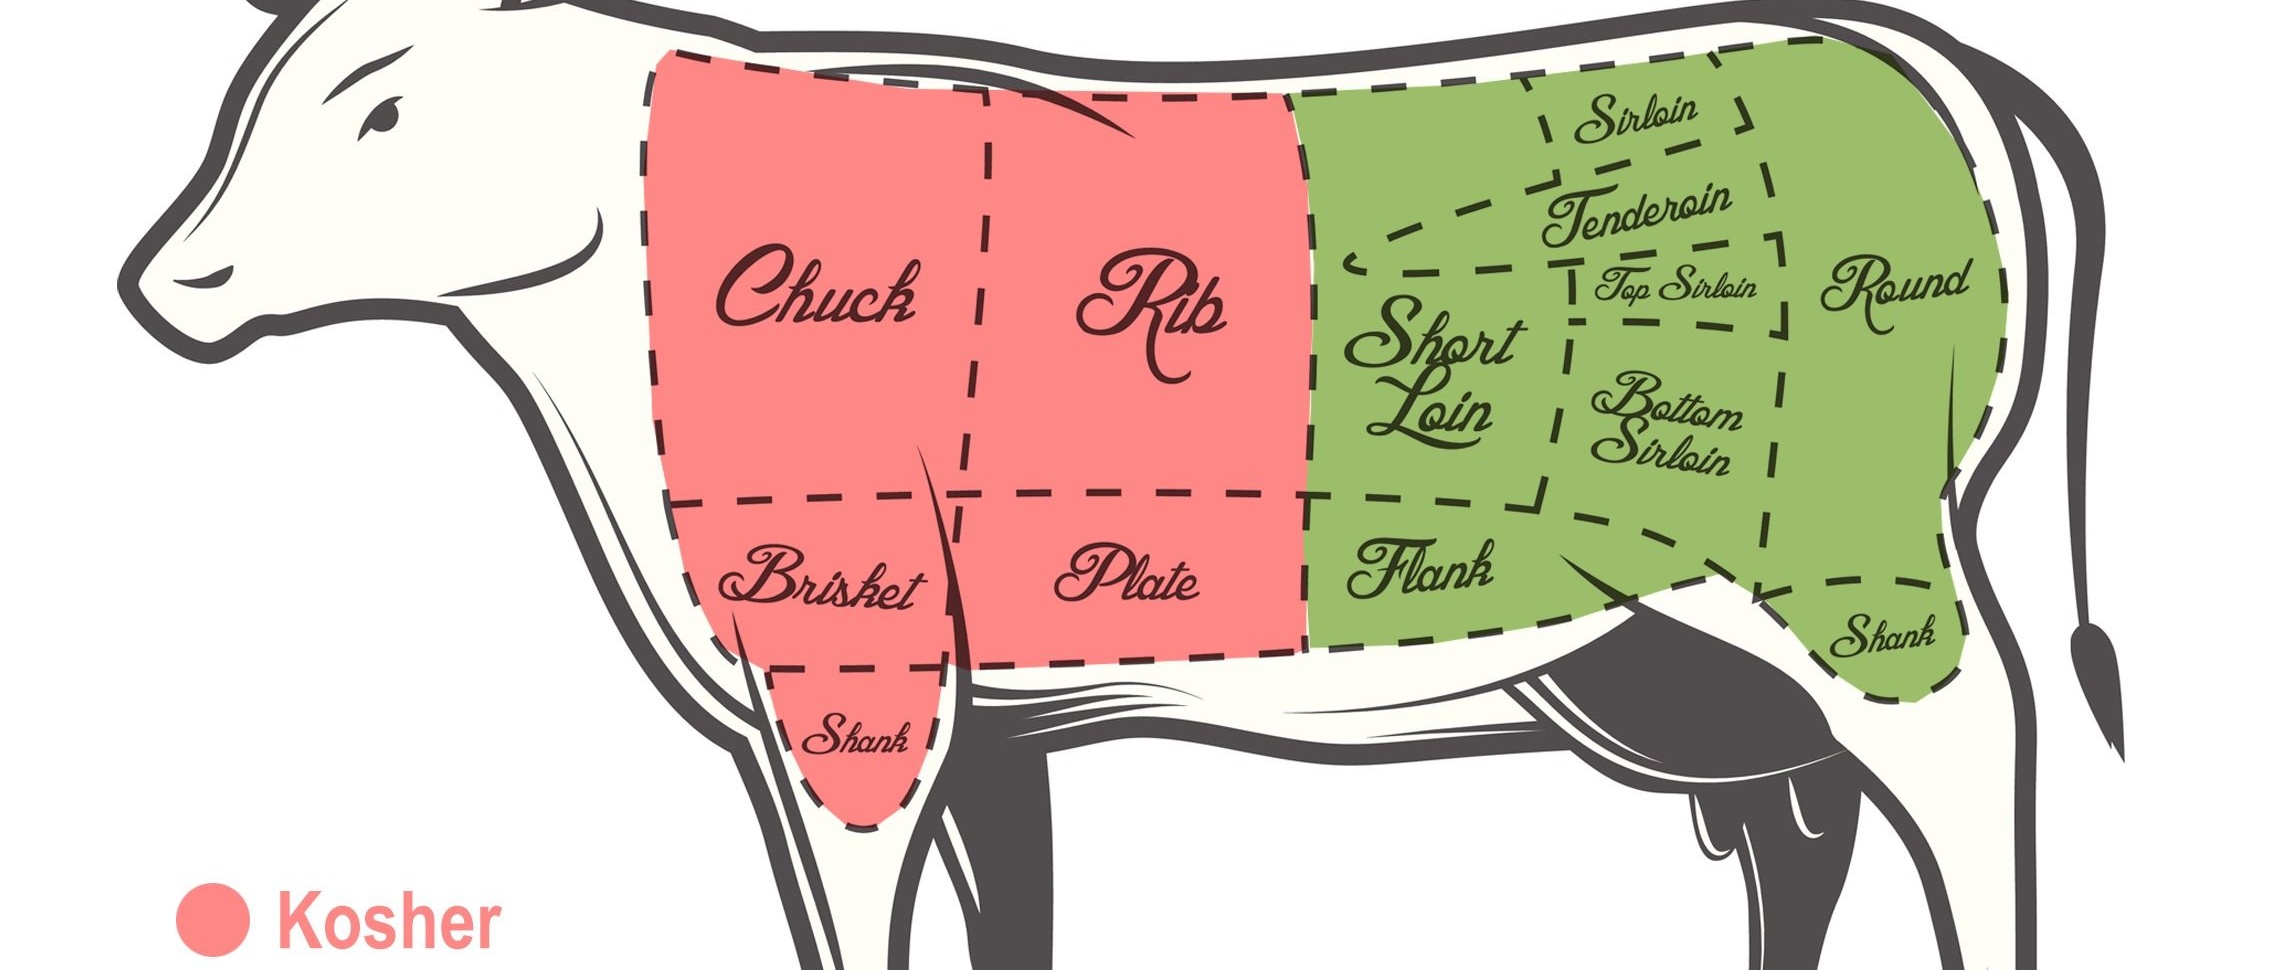 Sirloin
Tenderoin
Chuck
Rib
Top Sirloin
Round
Short
Loin
Bottom
Sirloin
Brisket
Plate
Flank
Shank
Shank
Kosher